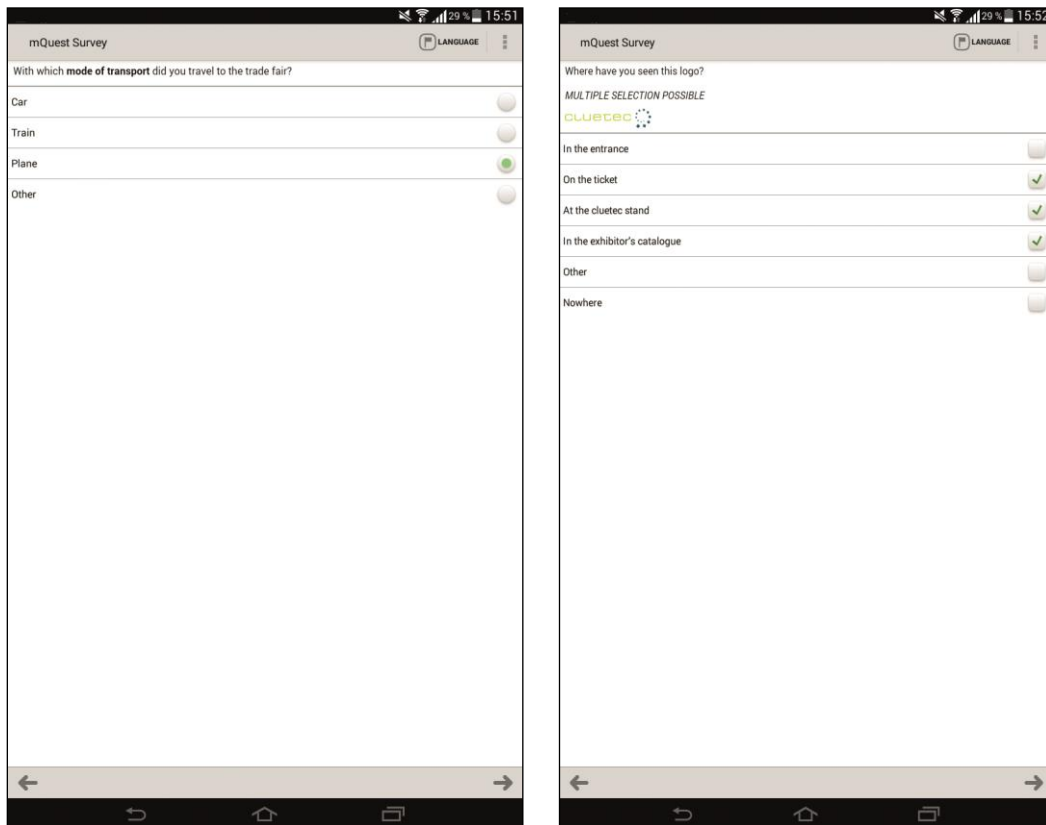 29 % 15:51
mQuest Survey LANGUAGE
With which mode of transport did you travel to the trade fair?
Car
Train
Plane
Other
29 % 15:52
mQuest Survey LANGUAGE
Where have you seen this logo?
MULTIPLE SELECTION POSSIBLE
cluetec
In the entrance
On the ticket
At the cluetec stand
In the exhibitor's catalogue
Other
Nowhere